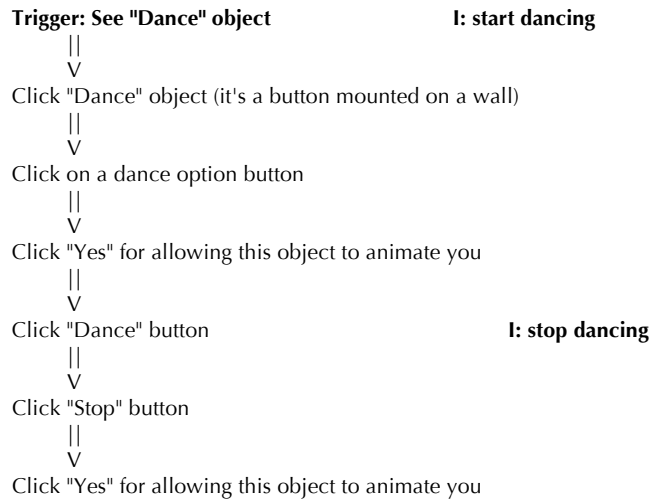 Trigger: See "Dance" object I: start dancing
||
V
Click "Dance" object (it's a button mounted on a wall)
||
V
Click on a dance option button
||
V
Click "Yes" for allowing this object to animate you
||
V
Click "Dance" button I: stop dancing
||
V
Click "Stop" button
||
V
Click "Yes" for allowing this object to animate you